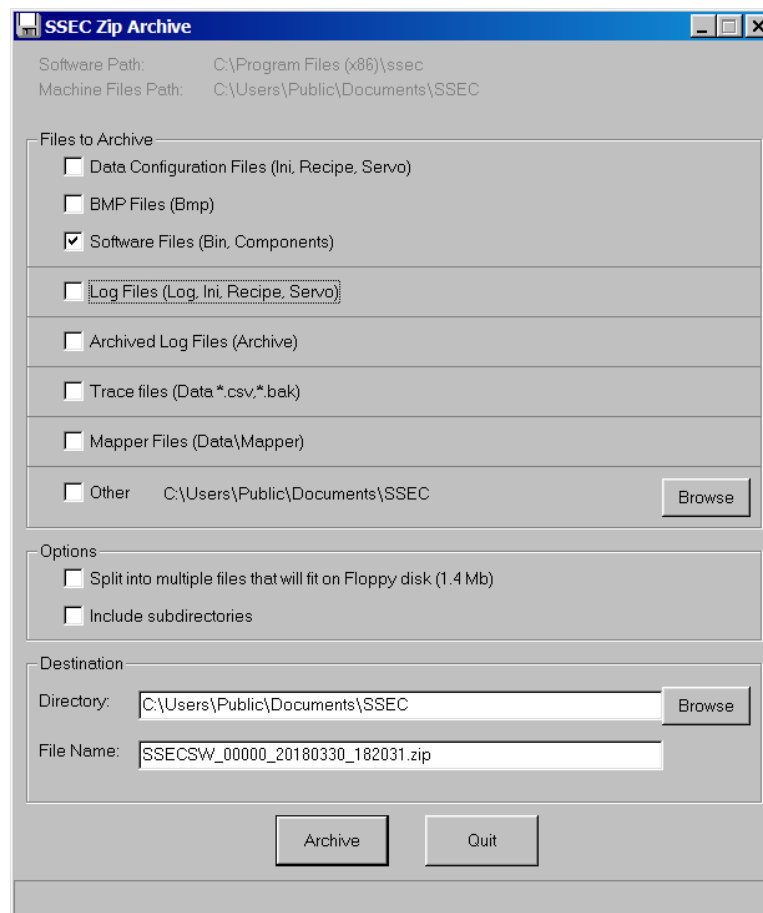 SSEC Zip Archive
Software Path: C:\Program Files (x86)\ssec
Machine Files Path: C:\Users\Public\Documents\SSEC
Files to Archive
Data Configuration Files (Ini, Recipe, Servo)
BMP Files (Bmp)
Software Files (Bin, Components)
Log Files (Log, Ini, Recipe, Servo)
Archived Log Files (Archive)
Trace files (Data *.csv,*.bak)
Mapper Files (Data\Mapper)
Other C:\Users\Public\Documents\SSEC Browse
Options
Split into multiple files that will fit on Floppy disk (1.4 Mb)
Include subdirectories
Destination
Directory: C:\Users\Public\Documents\SSEC Browse
File Name: SSECSW_00000_20180330_182031.zip
Archive Quit